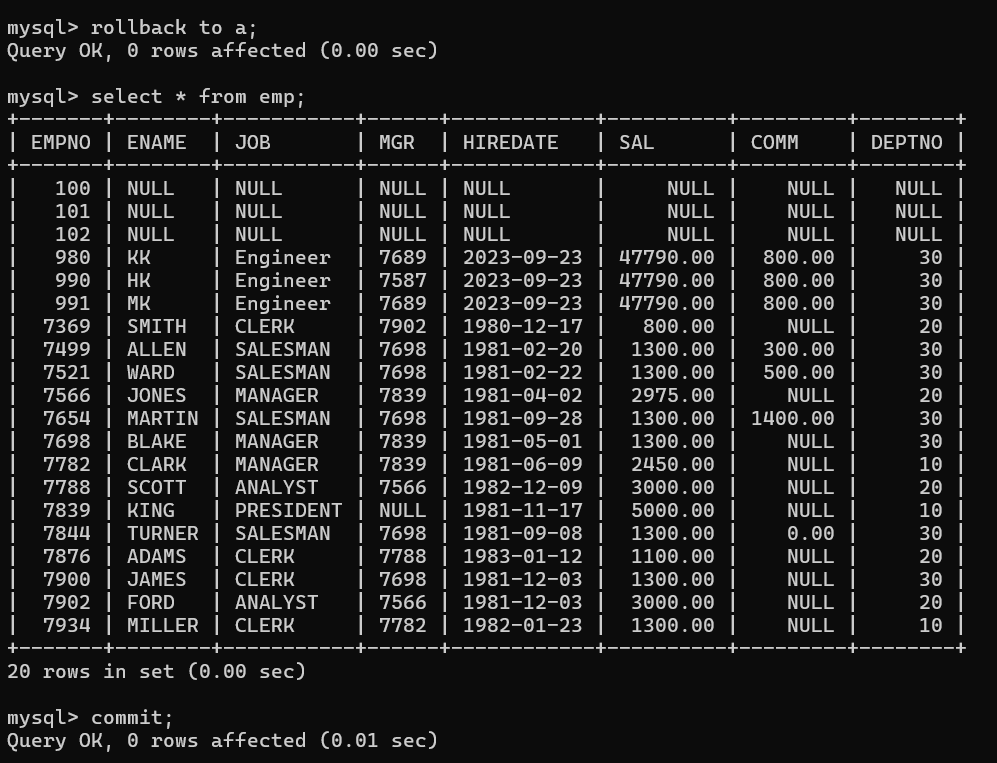 mysql> rollback to a;
Query OK, 0 rows affected (0.00 sec)

mysql> select * from emp;
+-------+--------+-----------+------+------------+----------+---------+--------+
| EMPNO | ENAME  | JOB       | MGR  | HIREDATE   | SAL      | COMM    | DEPTNO |
+-------+--------+-----------+------+------------+----------+---------+--------+
|   100 | NULL   | NULL      | NULL | NULL       |     NULL |    NULL |   NULL |
|   101 | NULL   | NULL      | NULL | NULL       |     NULL |    NULL |   NULL |
|   102 | NULL   | NULL      | NULL | NULL       |     NULL |    NULL |   NULL |
|   980 | KK     | Engineer  | 7689 | 2023-09-23 | 47790.00 |  800.00 |     30 |
|   990 | HK     | Engineer  | 7587 | 2023-09-23 | 47790.00 |  800.00 |     30 |
|   991 | MK     | Engineer  | 7689 | 2023-09-23 | 47790.00 |  800.00 |     30 |
|  7369 | SMITH  | CLERK     | 7902 | 1980-12-17 |   800.00 |    NULL |     20 |
|  7499 | ALLEN  | SALESMAN  | 7698 | 1981-02-20 |  1300.00 |  300.00 |     30 |
|  7521 | WARD   | SALESMAN  | 7698 | 1981-02-22 |  1300.00 |  500.00 |     30 |
|  7566 | JONES  | MANAGER   | 7839 | 1981-04-02 |  2975.00 |    NULL |     20 |
|  7654 | MARTIN | SALESMAN  | 7698 | 1981-09-28 |  1300.00 | 1400.00 |     30 |
|  7698 | BLAKE  | MANAGER   | 7839 | 1981-05-01 |  1300.00 |    NULL |     30 |
|  7782 | CLARK  | MANAGER   | 7839 | 1981-06-09 |  2450.00 |    NULL |     10 |
|  7788 | SCOTT  | ANALYST   | 7566 | 1982-12-09 |  3000.00 |    NULL |     20 |
|  7839 | KING   | PRESIDENT | NULL | 1981-11-17 |  5000.00 |    NULL |     10 |
|  7844 | TURNER | SALESMAN  | 7698 | 1981-09-08 |  1300.00 |    0.00 |     30 |
|  7876 | ADAMS  | CLERK     | 7788 | 1983-01-12 |  1100.00 |    NULL |     20 |
|  7900 | JAMES  | CLERK     | 7698 | 1981-12-03 |  1300.00 |    NULL |     30 |
|  7902 | FORD   | ANALYST   | 7566 | 1981-12-03 |  3000.00 |    NULL |     20 |
|  7934 | MILLER | CLERK     | 7782 | 1982-01-23 |  1300.00 |    NULL |     10 |
+-------+--------+-----------+------+------------+----------+---------+--------+
20 rows in set (0.00 sec)

mysql> commit;
Query OK, 0 rows affected (0.01 sec)